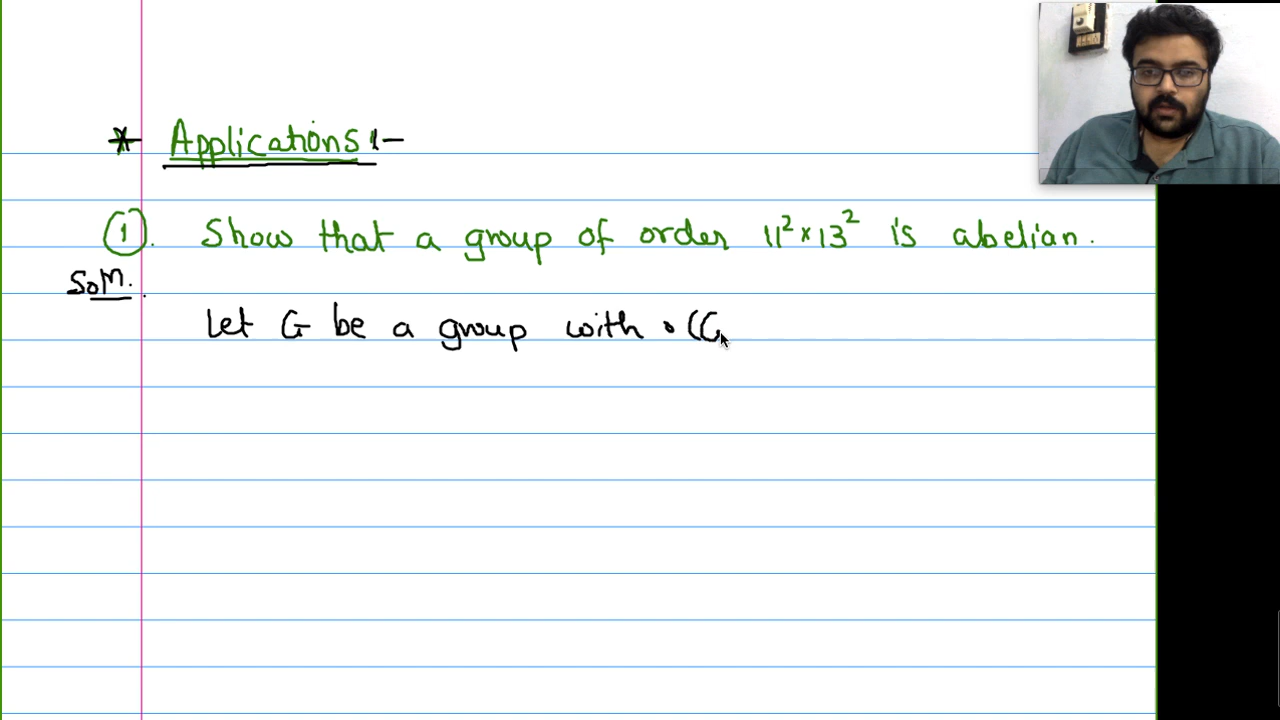 * Applications :-
①. Show that a group of order 11² × 13² is abelian.
Solⁿ.
Let G be a group with o(G